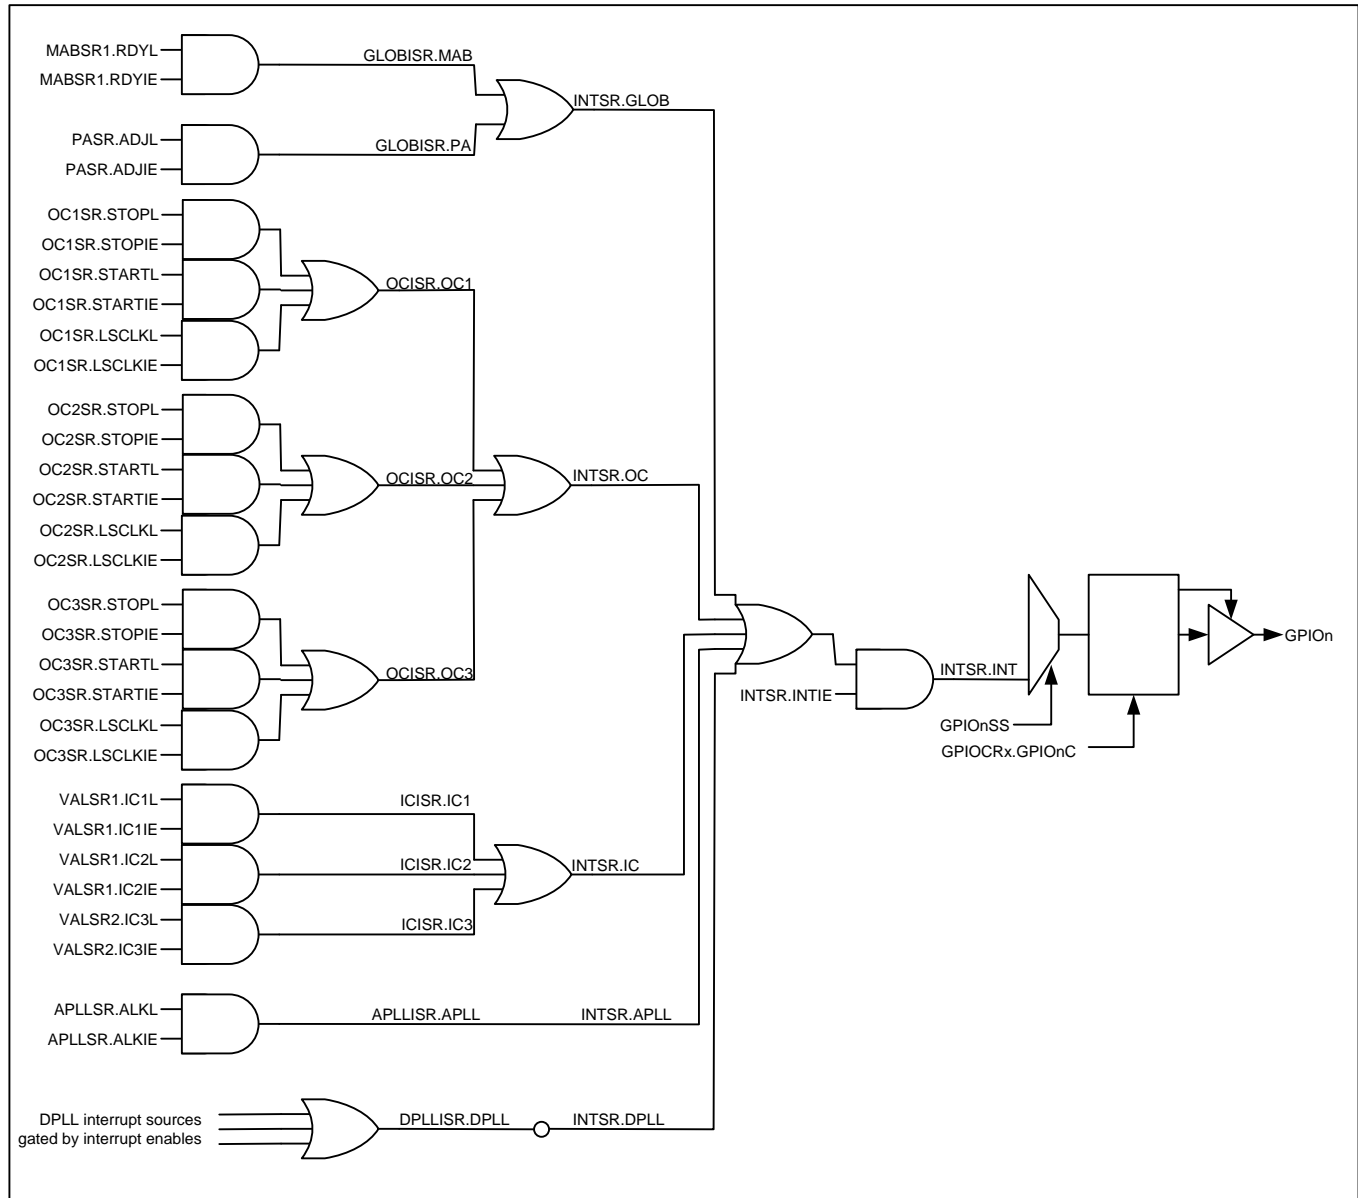 MABSR1.RDYL
MABSR1.RDYIE
GLOBISR.MAB
INTSR.GLOB
PASR.ADJL
PASR.ADJIE
GLOBISR.PA
OC1SR.STOPL
OC1SR.STOPIE
OC1SR.STARTL
OC1SR.STARTIE
OC1SR.LSCLKL
OC1SR.LSCLKIE
OCISR.OC1
OC2SR.STOPL
OC2SR.STOPIE
OC2SR.STARTL
OC2SR.STARTIE
OC2SR.LSCLKL
OC2SR.LSCLKIE
OCISR.OC2
INTSR.OC
OC3SR.STOPL
OC3SR.STOPIE
OC3SR.STARTL
OC3SR.STARTIE
OC3SR.LSCLKL
OC3SR.LSCLKIE
OCISR.OC3
VALSR1.IC1L
VALSR1.IC1IE
VALSR1.IC2L
VALSR1.IC2IE
VALSR2.IC3L
VALSR2.IC3IE
ICISR.IC1
ICISR.IC2
ICISR.IC3
INTSR.IC
APLLSR.ALKL
APLLSR.ALKIE
APLLISR.APLL
INTSR.APLL
DPLL interrupt sources
gated by interrupt enables
DPLLISR.DPLL
INTSR.DPLL
INTSR.INTIE
INTSR.INT
GPIOnSS
GPIOCRx.GPIOnC
GPIOn